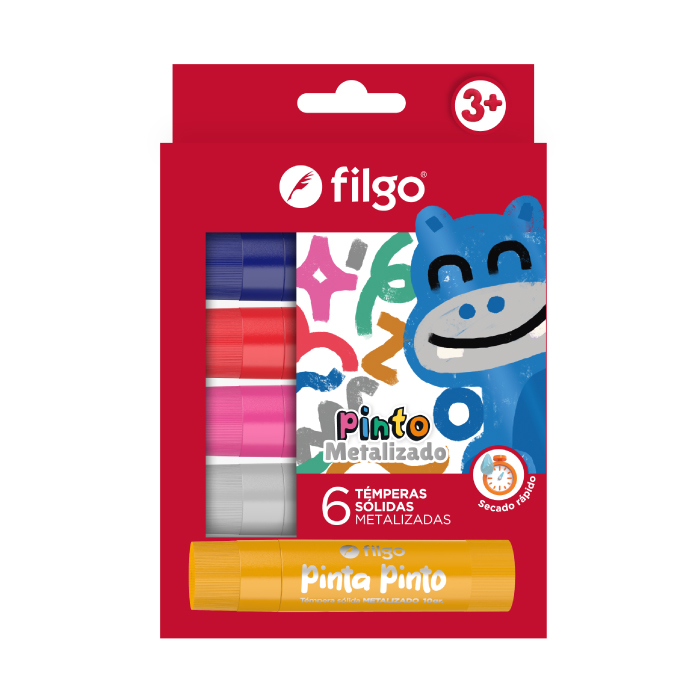 3+
filgo®
Pinto
Metalizado
6 TÉMPERAS
SÓLIDAS
METALIZADAS
Secado rápido
filgo
Pinta Pinto
Témpera sólida METALIZADO 10gr.